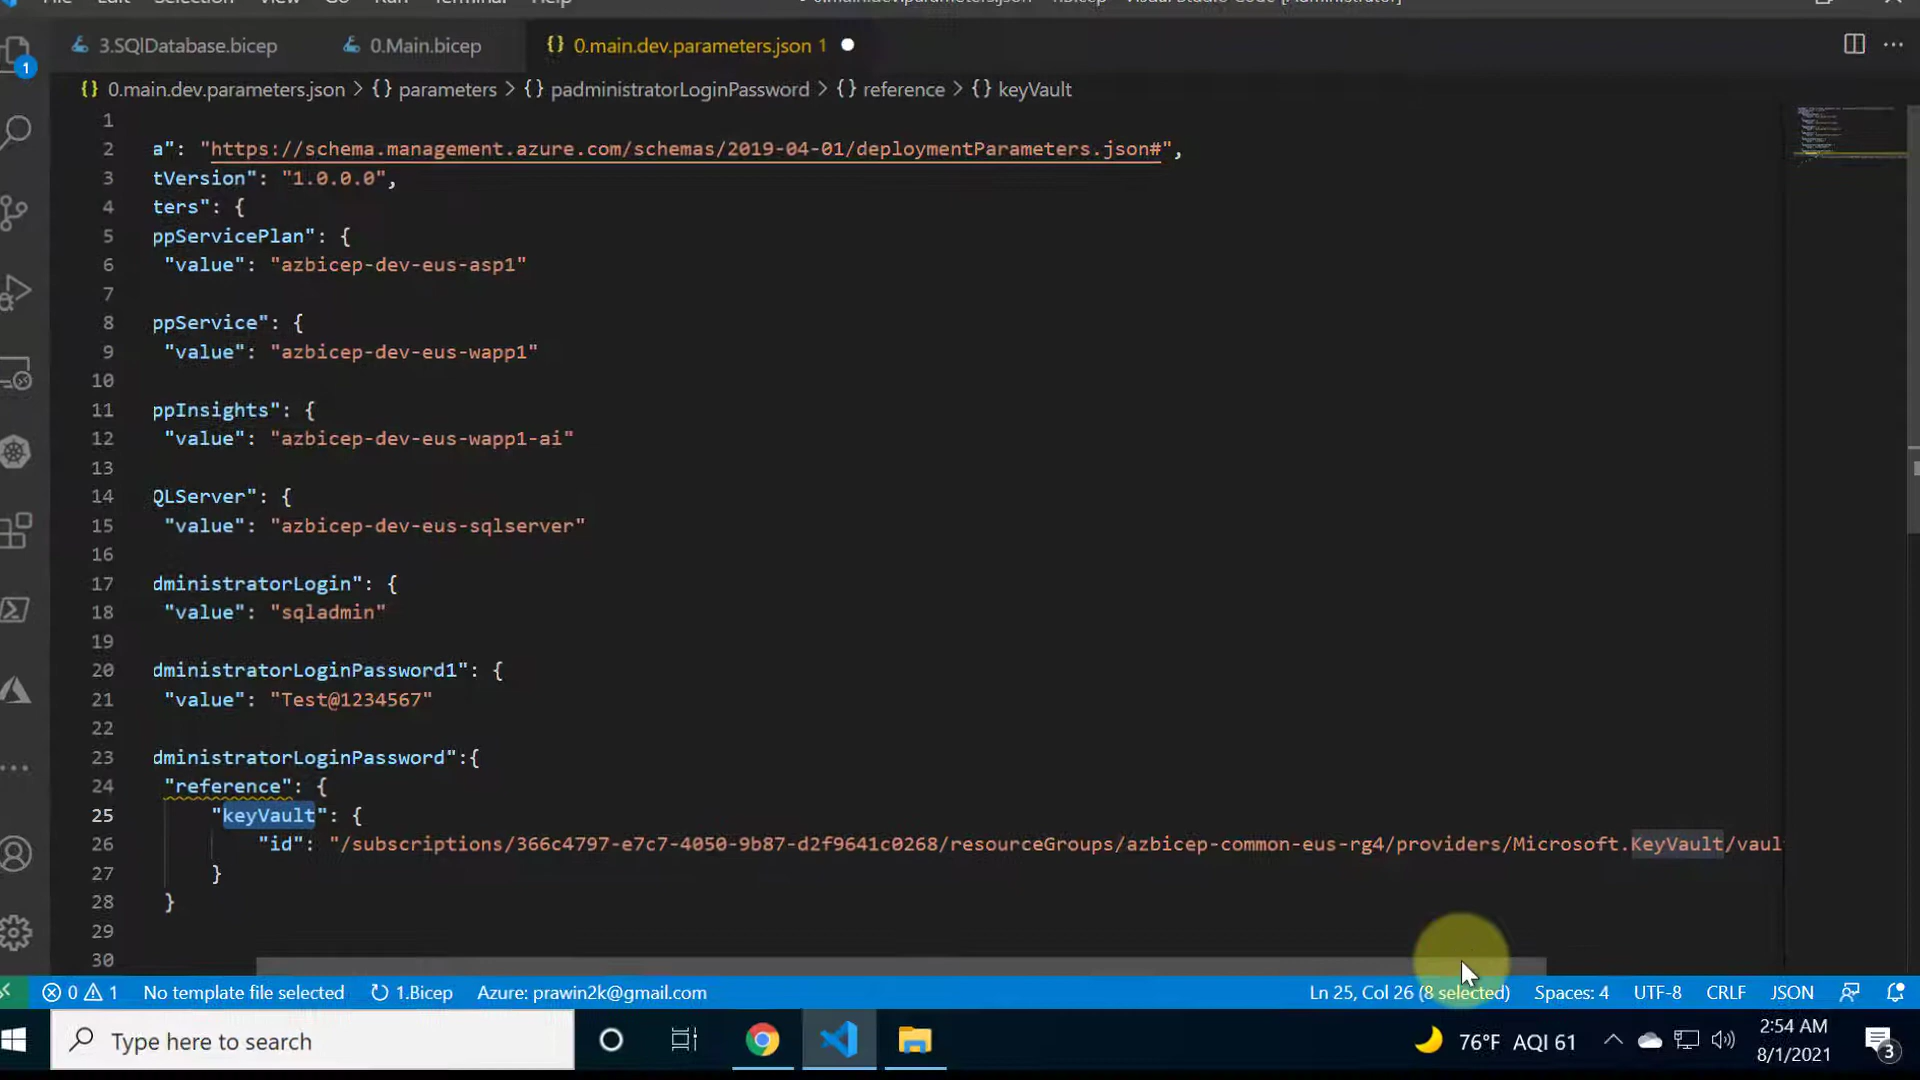 3.SQlDatabase.bicep
0.Main.bicep
0.main.dev.parameters.json 1
0.main.dev.parameters.json > {} parameters > {} padministratorLoginPassword > {} reference > {} keyVault
1
2 a": "https://schema.management.azure.com/schemas/2019-04-01/deploymentParameters.json#",
3 tVersion": "1.0.0.0",
4 ters": {
5 ppServicePlan": {
6 "value": "azbicep-dev-eus-asp1"
7
8 ppService": {
9 "value": "azbicep-dev-eus-wapp1"
10
11 ppInsights": {
12 "value": "azbicep-dev-eus-wapp1-ai"
13
14 QLServer": {
15 "value": "azbicep-dev-eus-sqlserver"
16
17 dministratorLogin": {
18 "value": "sqladmin"
19
20 dministratorLoginPassword1": {
21 "value": "Test@1234567"
22
23 dministratorLoginPassword":{
24 "reference": {
25 "keyVault": {
26 "id": "/subscriptions/366c4797-e7c7-4050-9b87-d2f9641c0268/resourceGroups/azbicep-common-eus-rg4/providers/Microsoft.KeyVault/vaul
27 }
28 }
29
30
1
0 1 No template file selected 1.Bicep Azure: prawin2k@gmail.com Ln 25, Col 26 (8 selected) Spaces: 4 UTF-8 CRLF JSON
Type here to search
76°F AQI 61
2:54 AM
8/1/2021
3